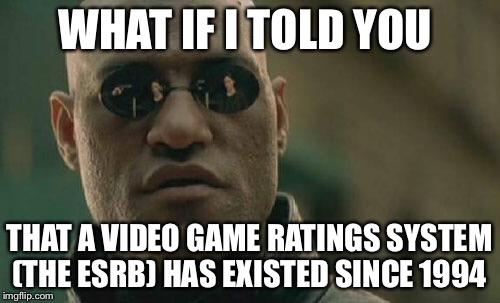 WHAT IF I TOLD YOU
THAT A VIDEO GAME RATINGS SYSTEM
(THE ESRB) HAS EXISTED SINCE 1994
imgflip.com